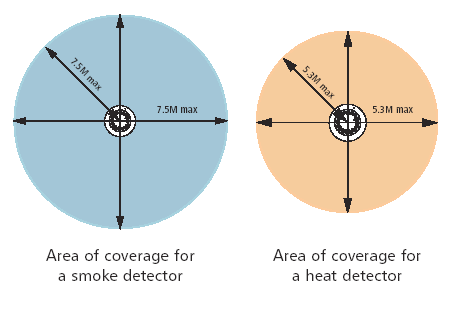 7.5M max
7.5M max
5.3M max
5.3M max
Area of coverage for
a smoke detector
Area of coverage for
a heat detector